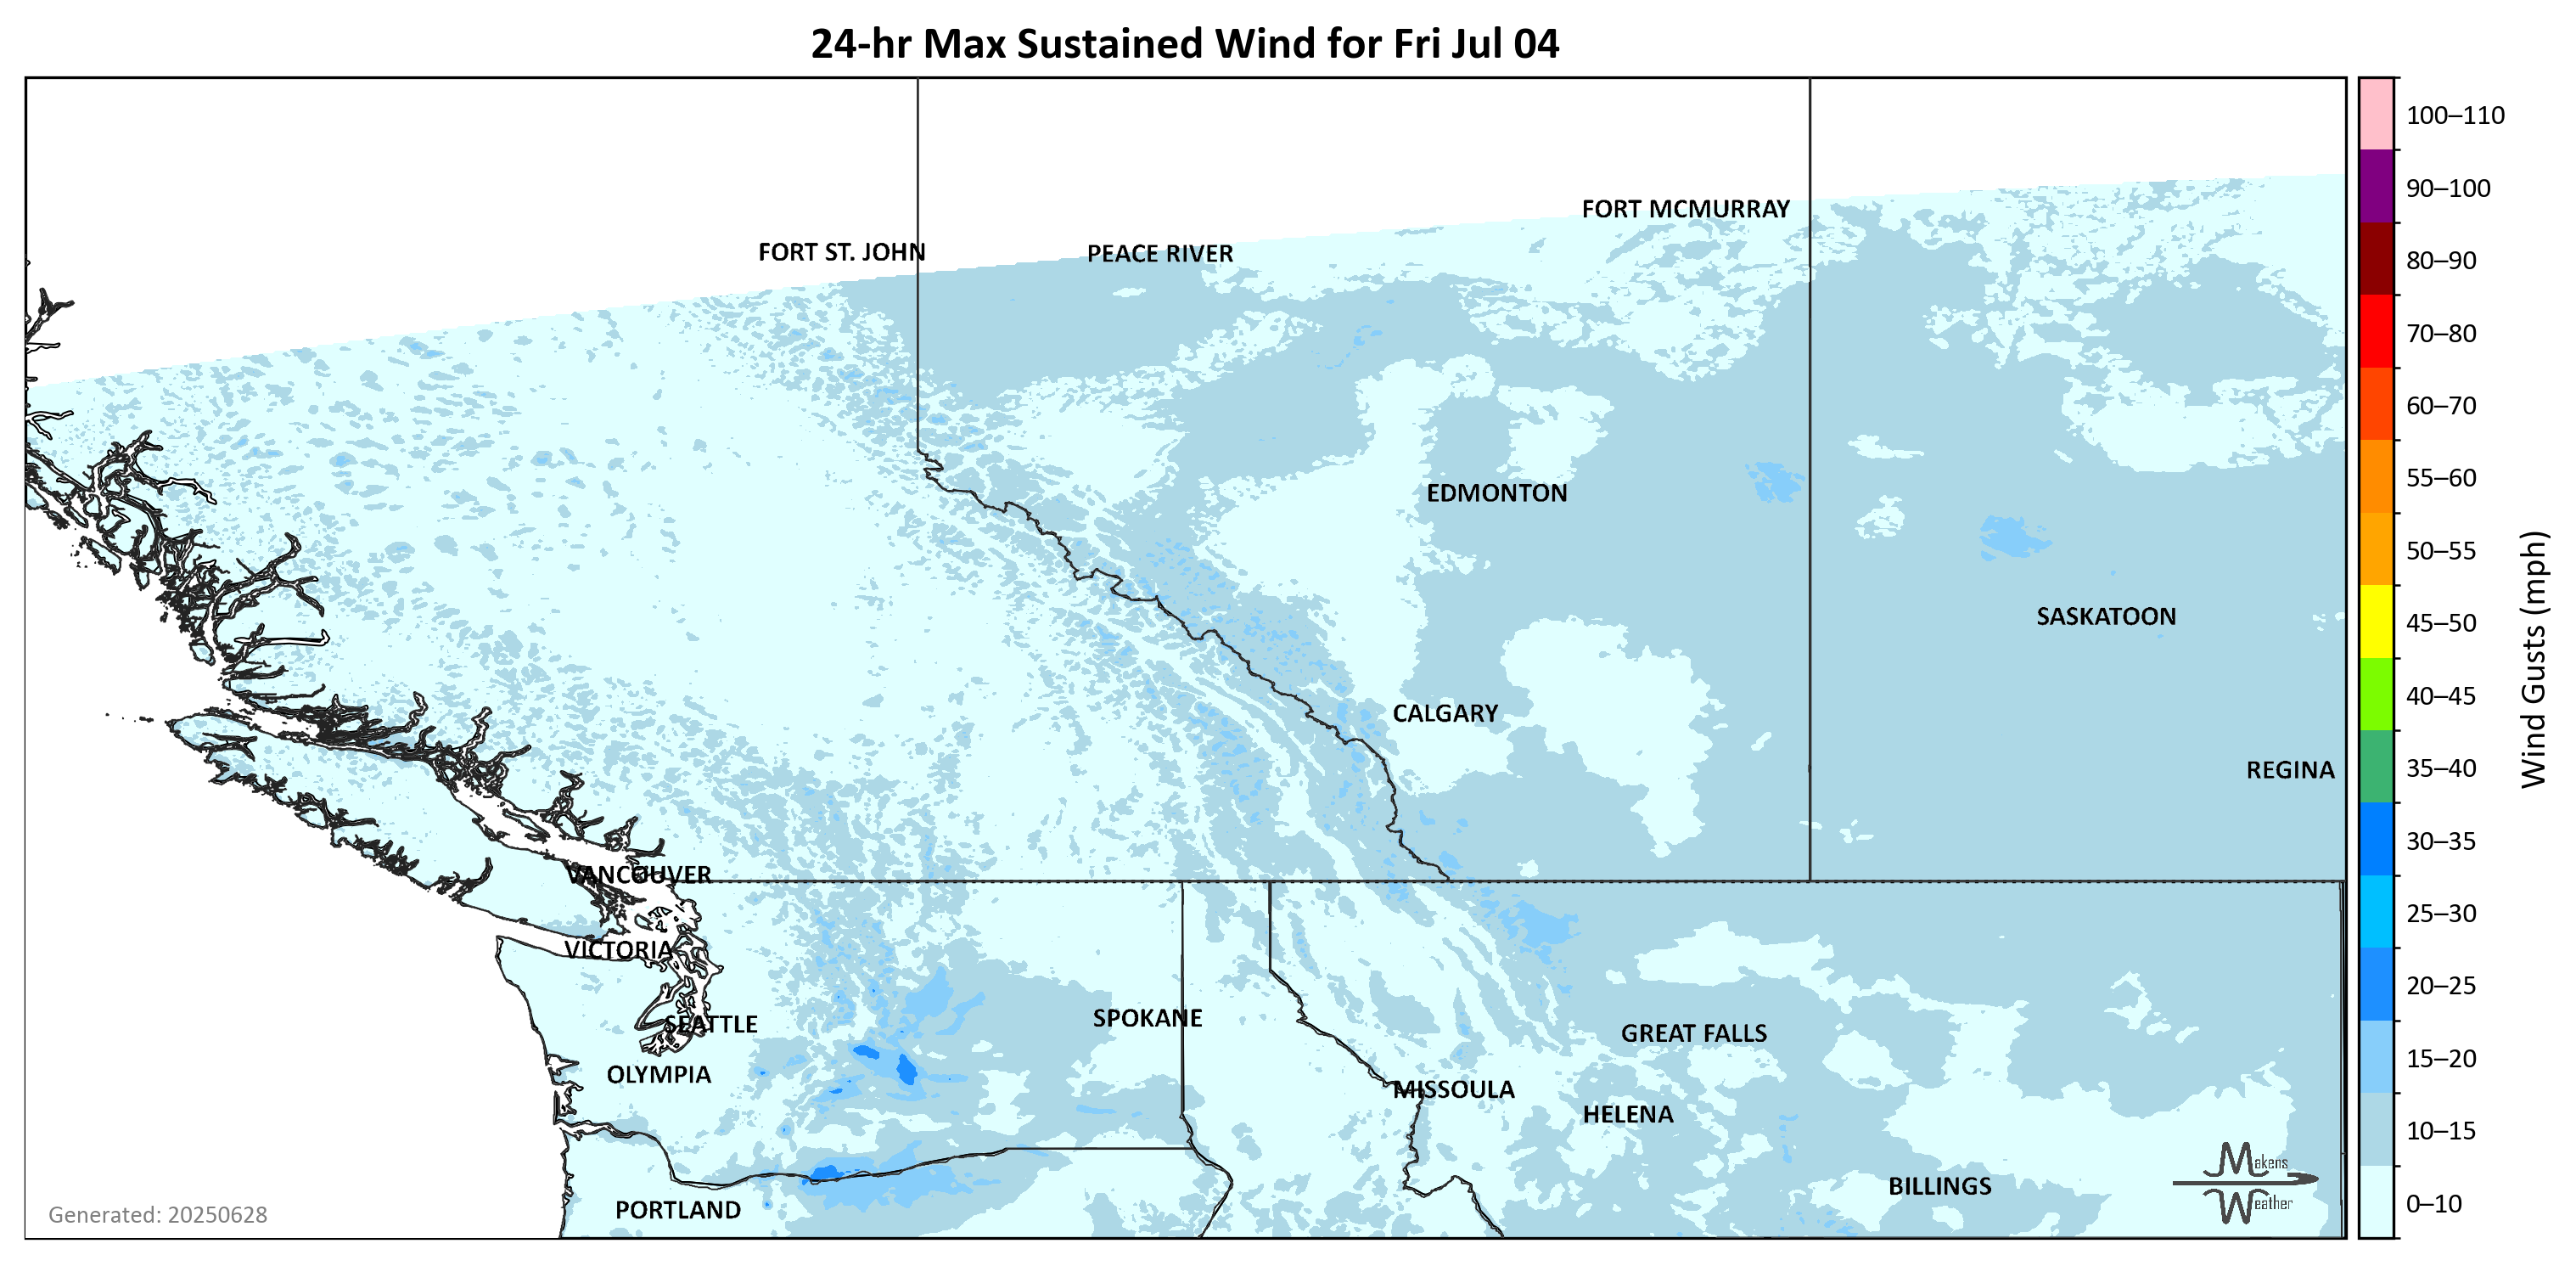 24-hr Max Sustained Wind for Fri Jul 04
100–110
FORT MCMURRAY
90–100
FORT ST. JOHN
PEACE RIVER
80–90
70–80
60–70
55–60
EDMONTON
50–55
SASKATOON
45–50
Wind Gusts (mph)
CALGARY
40–45
REGINA
35–40
30–35
VANCOUVER
25–30
VICTORIA
20–25
SEATTLE
SPOKANE
GREAT FALLS
15–20
OLYMPIA
MISSOULA
HELENA
10–15
Makens
BILLINGS
Weather
0–10
PORTLAND
Generated: 20250628